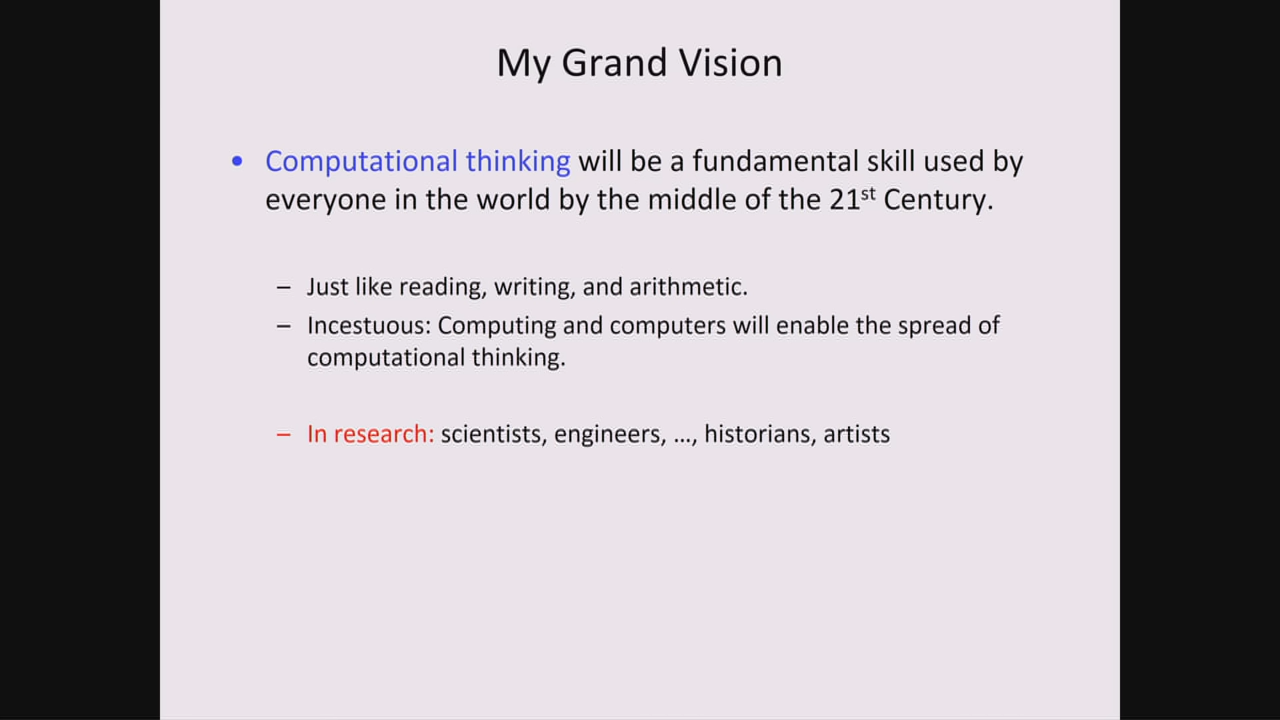 My Grand Vision
• Computational thinking will be a fundamental skill used by
everyone in the world by the middle of the 21st Century.
– Just like reading, writing, and arithmetic.
– Incestuous: Computing and computers will enable the spread of
computational thinking.
– In research: scientists, engineers, ..., historians, artists